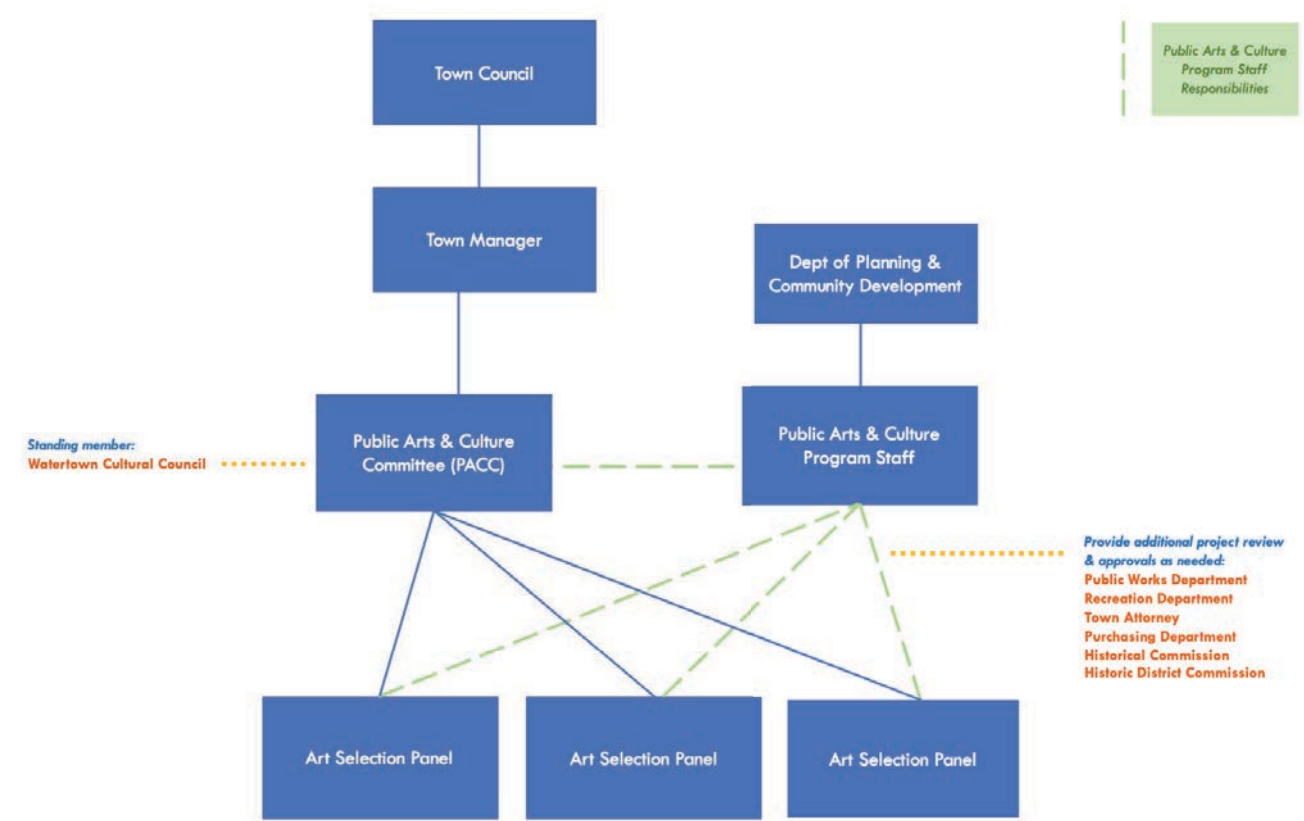 Town Council
Public Arts & Culture
Program Staff
Responsibilities
Town Manager
Dept of Planning &
Community Development
Standing member:
Watertown Cultural Council
Public Arts & Culture
Committee (PACC)
Public Arts & Culture
Program Staff
Provide additional project review
& approvals as needed:
Public Works Department
Recreation Department
Town Attorney
Purchasing Department
Historical Commission
Historic District Commission
Art Selection Panel
Art Selection Panel
Art Selection Panel